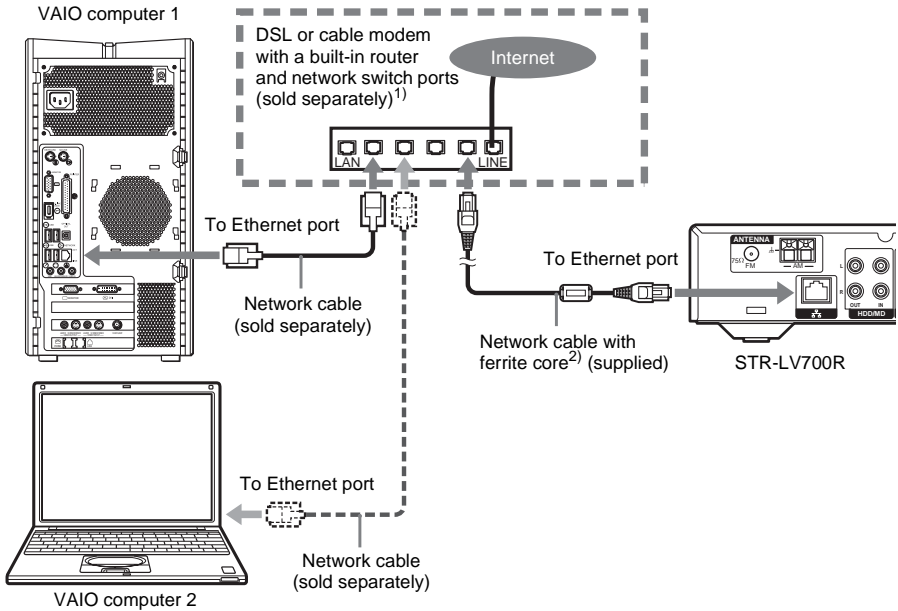 VAIO computer 1
DSL or cable modem
with a built-in router
and network switch ports
(sold separately)1)
Internet
LAN
LINE
To Ethernet port
Network cable
(sold separately)
To Ethernet port
Network cable with
ferrite core2) (supplied)
ANTENNA
75Ω
FM
AM
L
R
OUT
IN
HDD/MD
STR-LV700R
To Ethernet port
Network cable
(sold separately)
VAIO computer 2